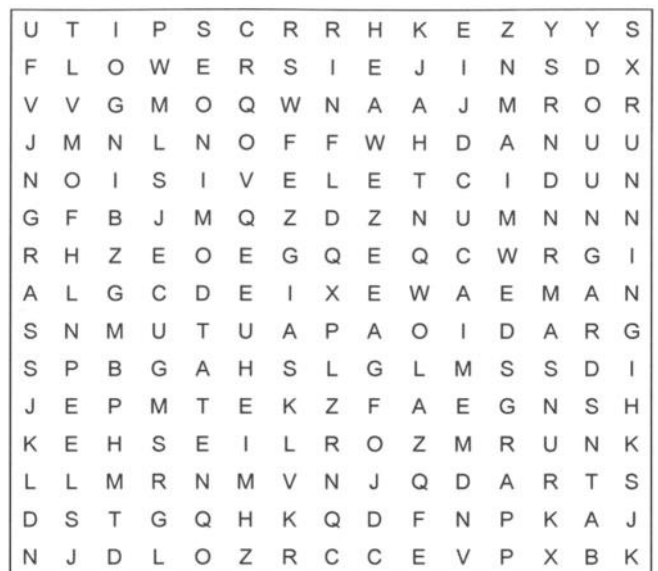 U T I P S C R R H K E Z Y Y S
F L O W E R S I E J I N S D X
V V G M O Q W N A A J M R O R
J M N L N O F F W H D A N U U
N O I S I V E L E T C I D U N
G F B J M Q Z D Z N U M N N N
R H Z E O E G Q E Q C W R G I
A L G C D E I X E W A E M A N
S N M U T U A P A O I D A R G
S P B G A H S L G L M S S D I
J E P M T E K Z F A E G N S H
K E H S E I L R O Z M R U N K
L L M R N M V N J Q D A R T S
D S T G Q H K Q D F N P K A J
N J D L O Z R C C E V P X B K